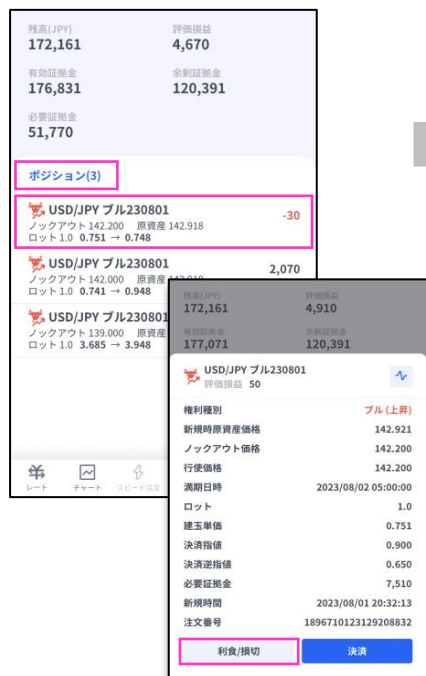 残高(JPY) 評価損益
172,161 4,670
有効証拠金 余剰証拠金
176,831 120,391
必要証拠金
51,770
ポジション(3)
USD/JPY ブル230801 -30
ノックアウト 142.200 原資産 142.918
ロット 1.0 0.751 → 0.748
USD/JPY ブル230801 2,070
ノックアウト 142.000 原資産
ロット 1.0 0.741 → 0.948
USD/JPY ブル230801
ノックアウト 139.000 原資産
ロット 1.0 3.685 → 3.948
レート チャート スピード注文
残高(JPY) 評価損益
172,161 4,910
有効証拠金 余剰証拠金
177,071 120,391
USD/JPY ブル230801
評価損益 50
権利種別 ブル (上昇)
新規時原資産価格 142.921
ノックアウト価格 142.200
行使価格 142.200
満期日時 2023/08/02 05:00:00
ロット 1.0
建玉単価 0.751
決済指値 0.900
決済逆指値 0.650
必要証拠金 7,510
新規時間 2023/08/01 20:32:13
注文番号 1896710123129208832
利食/損切 決済